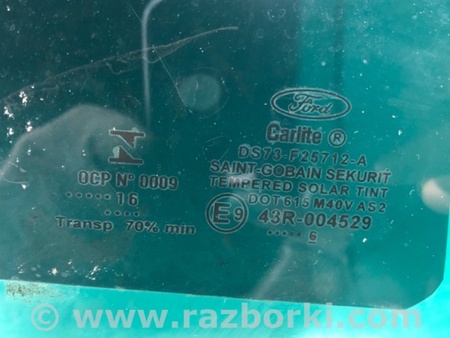 OCP Nº 0009
..... 16
....
Transp 70% min
Ford
Carlite ®
DS73-F25712-A
SAINT-GOBAIN SEKURIT
TEMPERED SOLAR TINT
DOT615 M40V AS2
E9 43R-004529
..... 6
© www.razborki.com